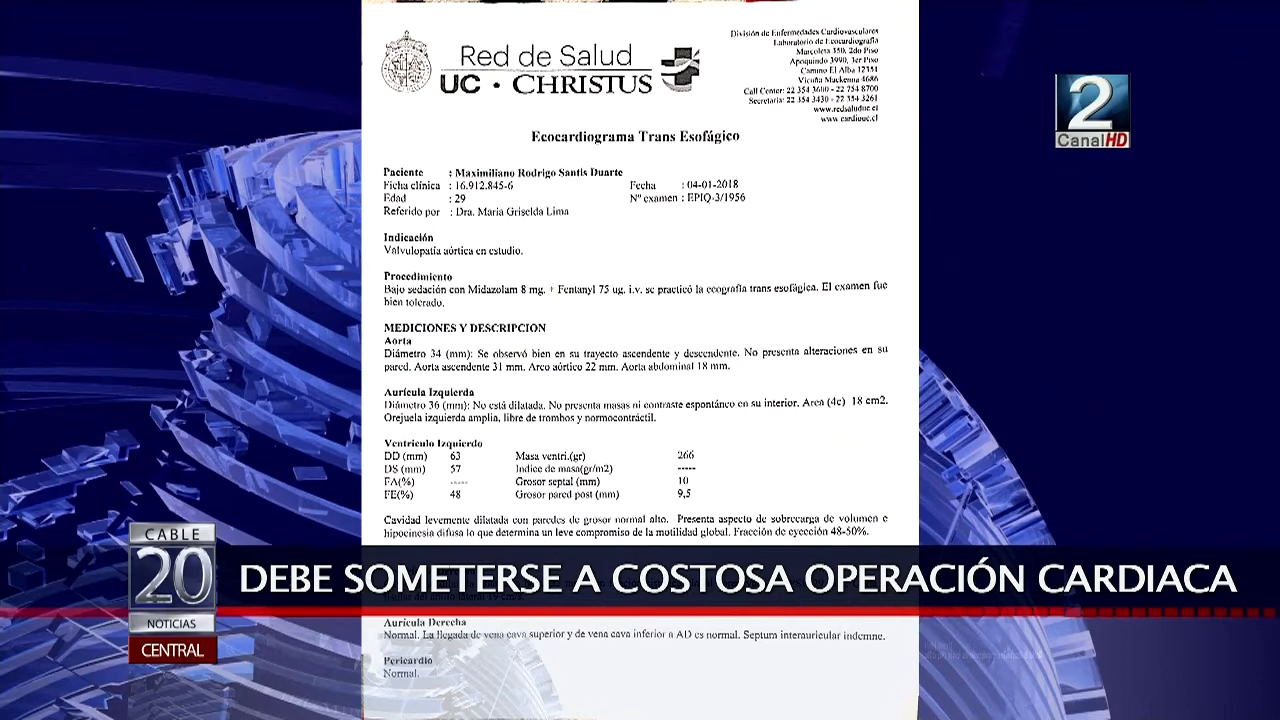 Red de Salud
UC · CHRISTUS
División de Enfermedades Cardiovasculares
Laboratorio de Ecocardiografía
Marcoleta 350, 2do Piso
Apoquindo 3990, 3er Piso
Camino El Alba 12351
Vicuña Mackenna 4686
Call Center: 22 354 3600 - 22 754 8700
Secretaria: 22 354 3430 - 22 354 3261
www.redsaluduc.cl
www.cardiouc.cl
2
Canal HD
Ecocardiograma Trans Esofágico
Paciente : Maximiliano Rodrigo Santis Duarte
Ficha clínica : 16.912.845-6 Fecha : 04-01-2018
Edad : 29 Nº examen : EPIQ-3/1956
Referido por : Dra. María Griselda Lima
Indicación
Valvulopatía aórtica en estudio.
Procedimiento
Bajo sedación con Midazolam 8 mg. + Fentanyl 75 ug. i.v. se practicó la ecografía trans esofágica. El examen fue
bien tolerado.
MEDICIONES Y DESCRIPCION
Aorta
Diámetro 34 (mm): Se observó bien en su trayecto ascendente y descendente. No presenta alteraciones en su
pared. Aorta ascendente 31 mm. Arco aórtico 22 mm. Aorta abdominal 18 mm.
Aurícula Izquierda
Diámetro 36 (mm): No está dilatada. No presenta masas ni contraste espontáneo en su interior. Area (4c) 18 cm2.
Orejuela izquierda amplia, libre de trombos y normocontráctil.
Ventrículo Izquierdo
DD (mm) 63 Masa ventri.(gr) 266
DS (mm) 57 Indice de masa(gr/m2) -----
FA(%) ----- Grosor septal (mm) 10
FE(%) 48 Grosor pared post (mm) 9,5
Cavidad levemente dilatada con paredes de grosor normal alto. Presenta aspecto de sobrecarga de volumen e
hipocinesia difusa lo que determina un leve compromiso de la motilidad global. Fracción de eyección 48-50%.
CABLE
20
NOTICIAS
CENTRAL
DEBE SOMETERSE A COSTOSA OPERACIÓN CARDIACA
Aurícula Derecha
Normal. La llegada de vena cava superior y de vena cava inferior a AD es normal. Septum interauricular indemne.
Pericardio
Normal.